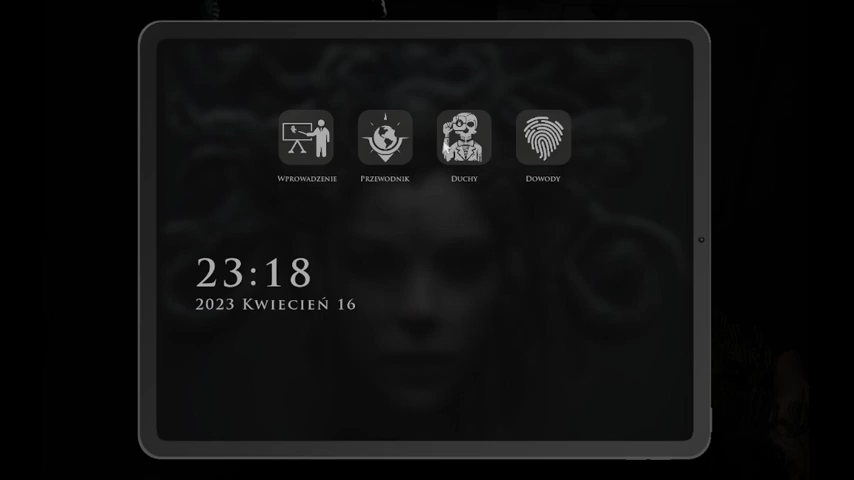 Wprowadzenie
Przewodnik
Duchy
Dowody
23:18
2023 Kwiecień 16